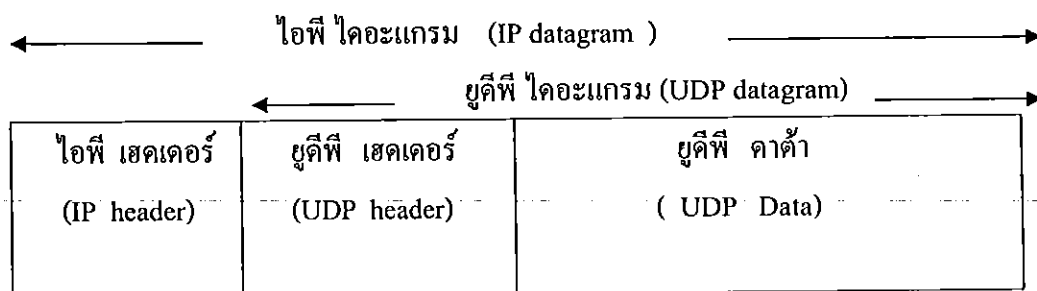 ไอพี ไดอะแกรม (IP datagram )
ยูดีพี ไดอะแกรม (UDP datagram)
ไอพี เฮดเดอร์ ยูดีพี เฮดเดอร์ ยูดีพี ดาต้า
(IP header) (UDP header) ( UDP Data)